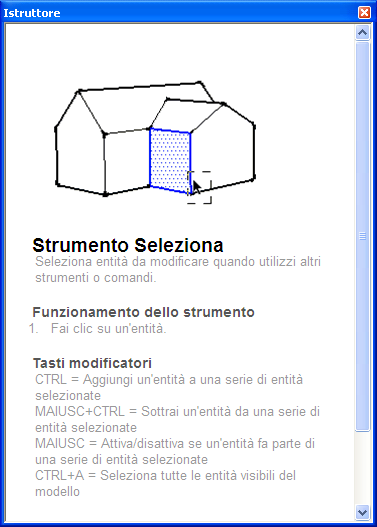 Istruttore
Strumento Seleziona
Seleziona entità da modificare quando utilizzi altri
strumenti o comandi.
Funzionamento dello strumento
1. Fai clic su un'entità.
Tasti modificatori
CTRL = Aggiungi un'entità a una serie di entità
selezionate
MAIUSC+CTRL = Sottrai un'entità da una serie di
entità selezionate
MAIUSC = Attiva/disattiva se un'entità fa parte di
una serie di entità selezionate
CTRL+A = Seleziona tutte le entità visibili del
modello